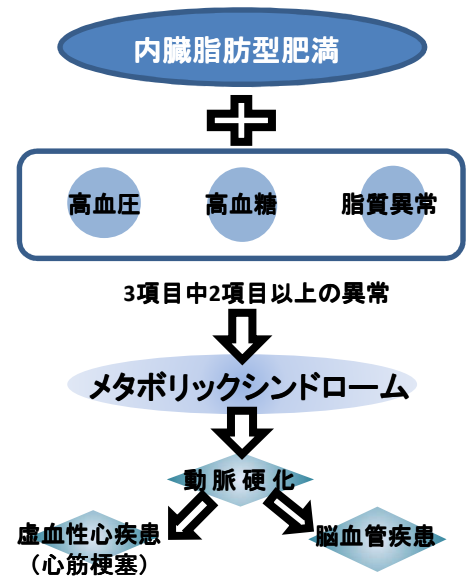 内臓脂肪型肥満
高血圧 高血糖 脂質異常
3項目中2項目以上の異常
メタボリックシンドローム
動脈硬化
虚血性心疾患
（心筋梗塞）
脳血管疾患